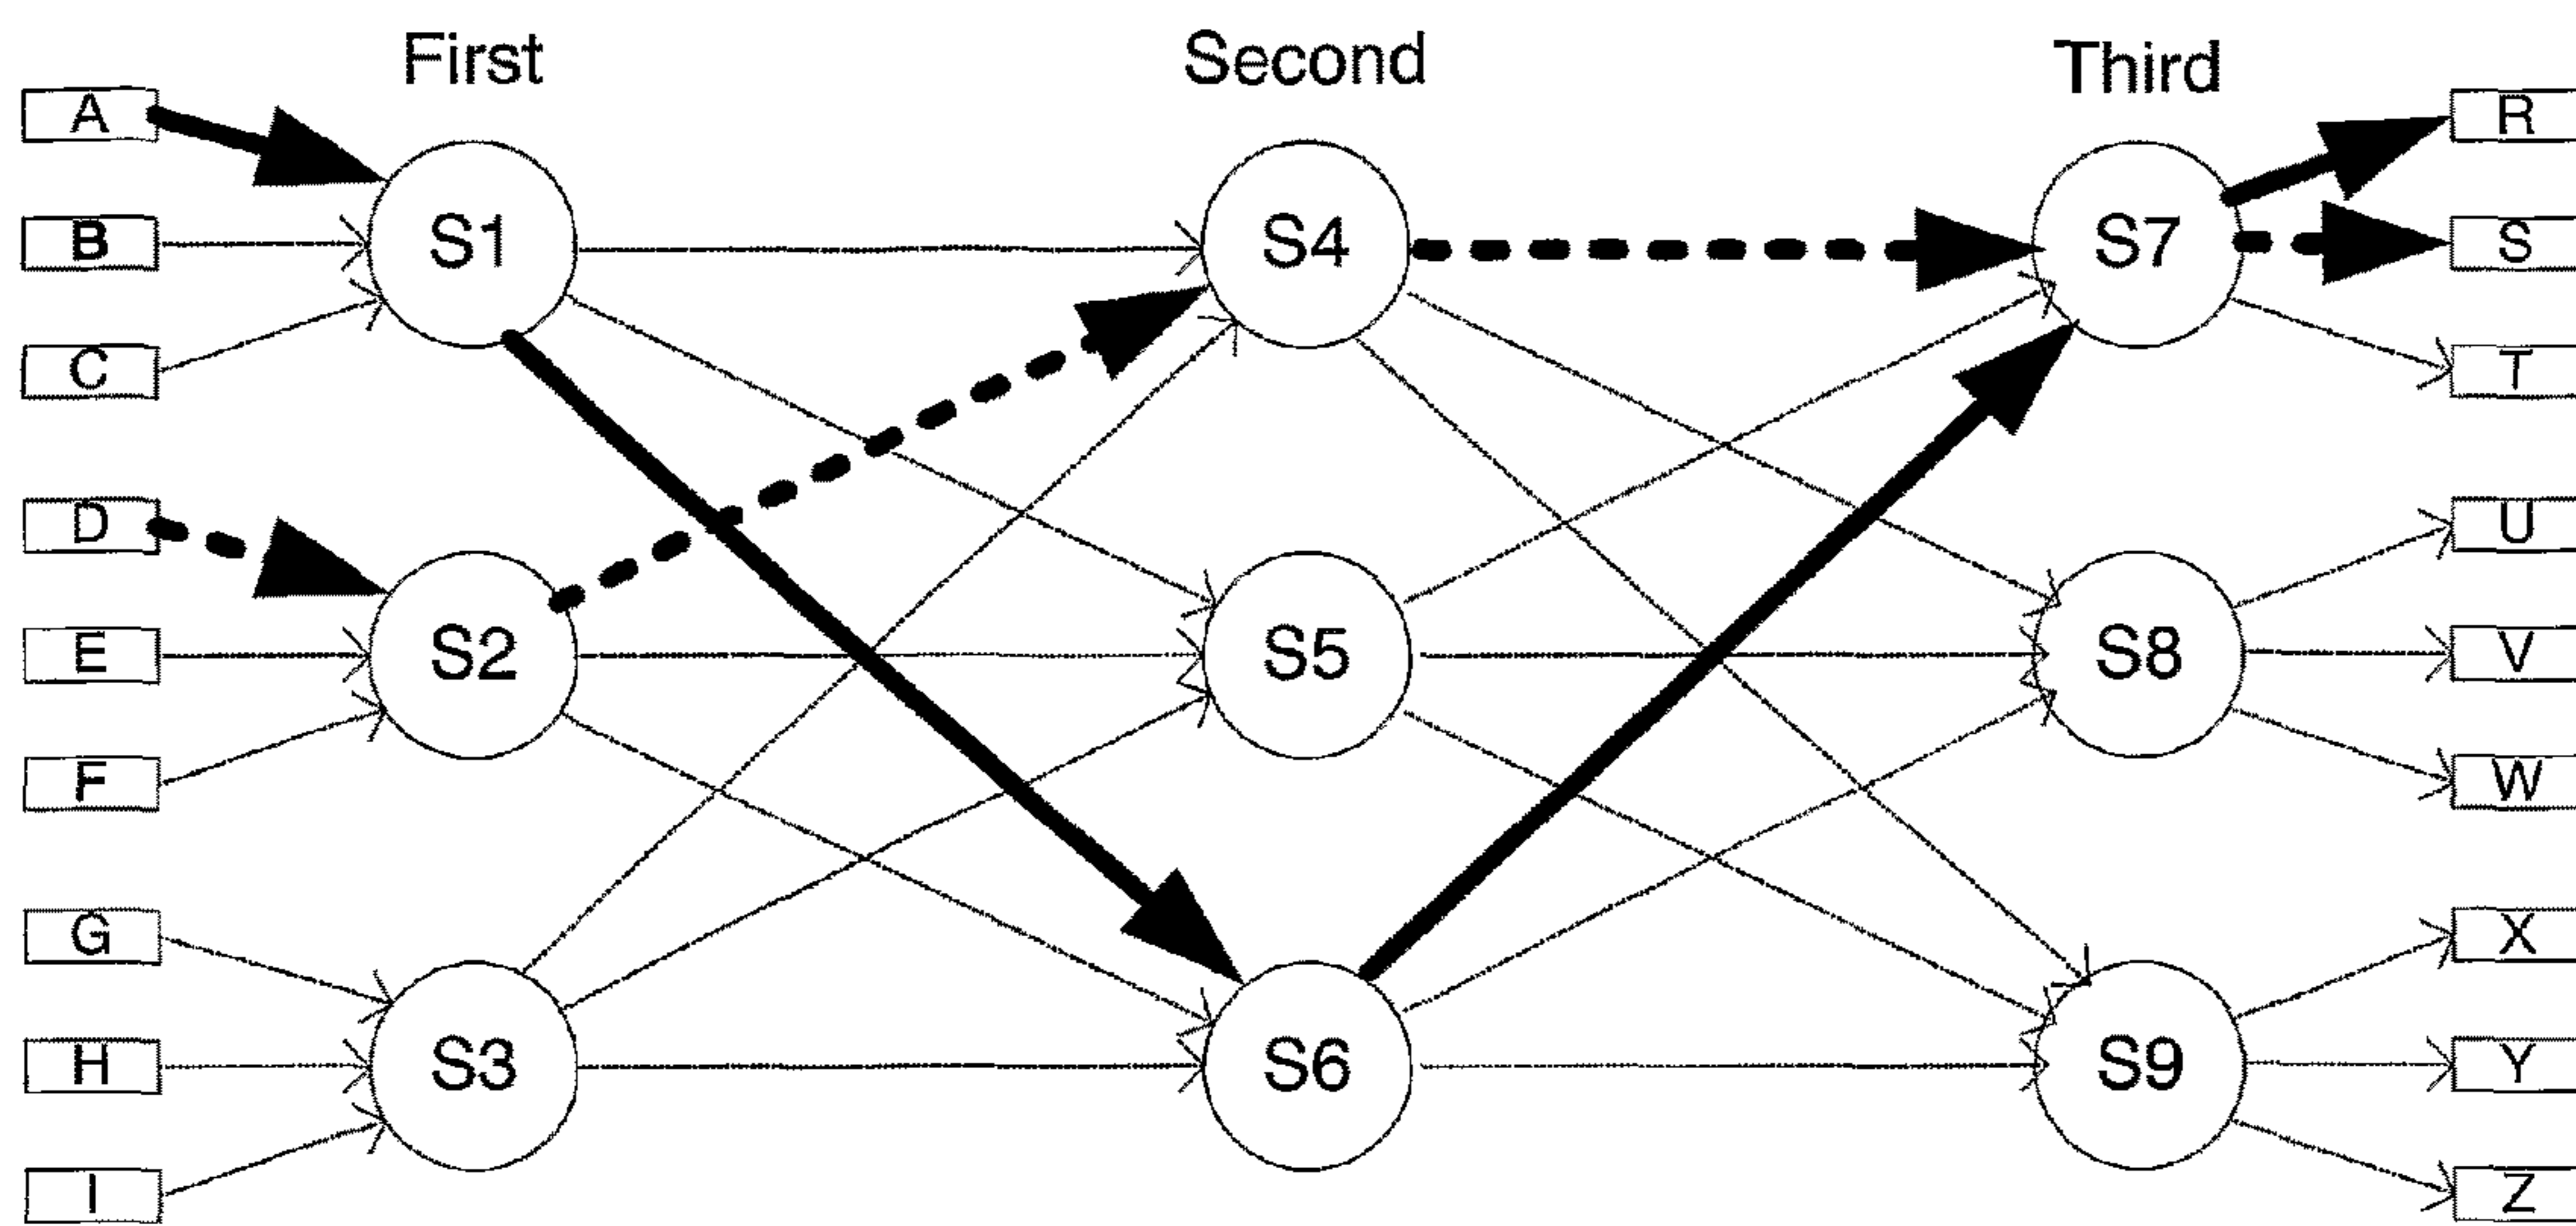 First Second Third
A R
B S1 S4 S7 S
C T
D U
E S2 S5 S8 V
F W
G X
H S3 S6 S9 Y
I Z